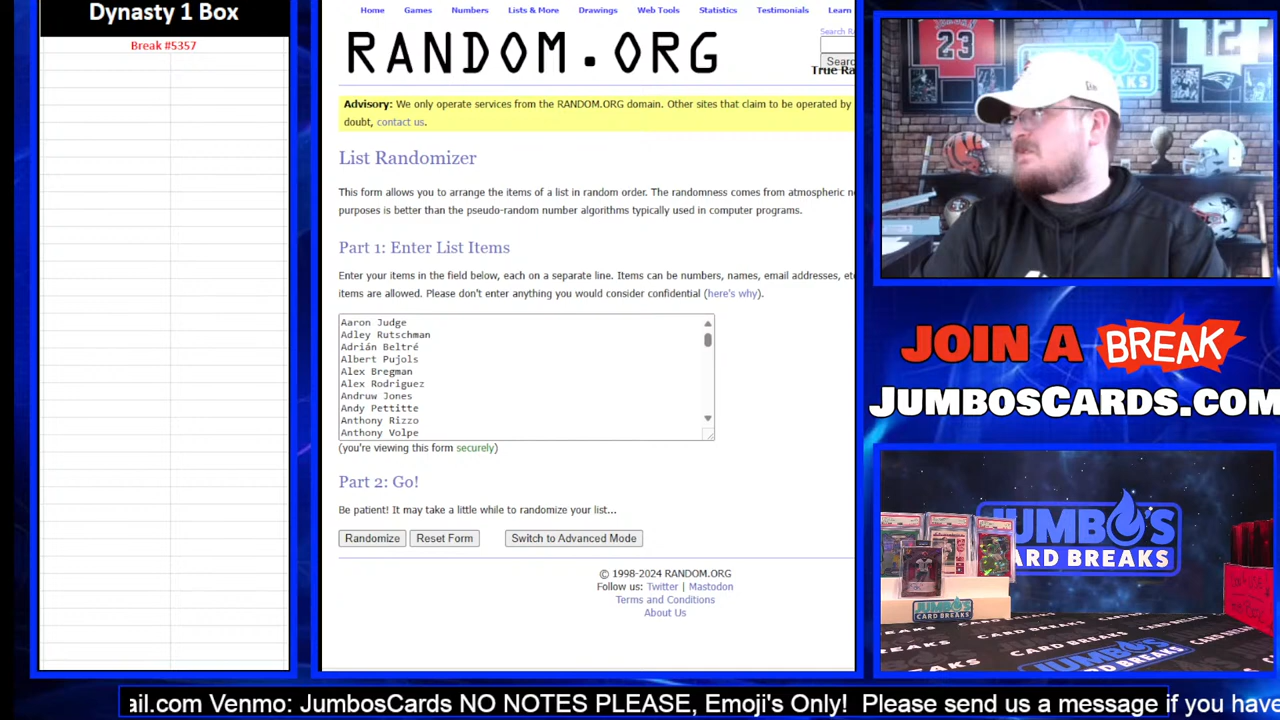 Dynasty 1 Box
Break #5357
Home Games Numbers Lists & More Drawings Web Tools Statistics Testimonials Learn
Search
RANDOM.ORG
True
Advisory: We only operate services from the RANDOM.ORG domain. Other sites that claim to be operated by
doubt, contact us.
List Randomizer
This form allows you to arrange the items of a list in random order. The randomness comes from atmospheric
purposes is better than the pseudo-random number algorithms typically used in computer programs.
Part 1: Enter List Items
Enter your items in the field below, each on a separate line. Items can be numbers, names, email addresses,
items are allowed. Please don't enter anything you would consider confidential (here's why).
Aaron Judge
Adley Rutschman
Adrián Beltré
Albert Pujols
Alex Bregman
Alex Rodriguez
Andruw Jones
Andy Pettitte
Anthony Rizzo
Anthony Volpe
(you're viewing this form securely)
Part 2: Go!
Be patient! It may take a little while to randomize your list...
Randomize Reset Form Switch to Advanced Mode
© 1998-2024 RANDOM.ORG
Follow us: Twitter | Mastodon
Terms and Conditions
About Us
23
12
JOIN A BREAK
JUMBOSCARDS.COM
JUMBO'S
CARD BREAKS
JUMBO'S
CARD BREAKS
ail.com Venmo: JumbosCards NO NOTES PLEASE, Emoji's Only! Please send us a message if you have